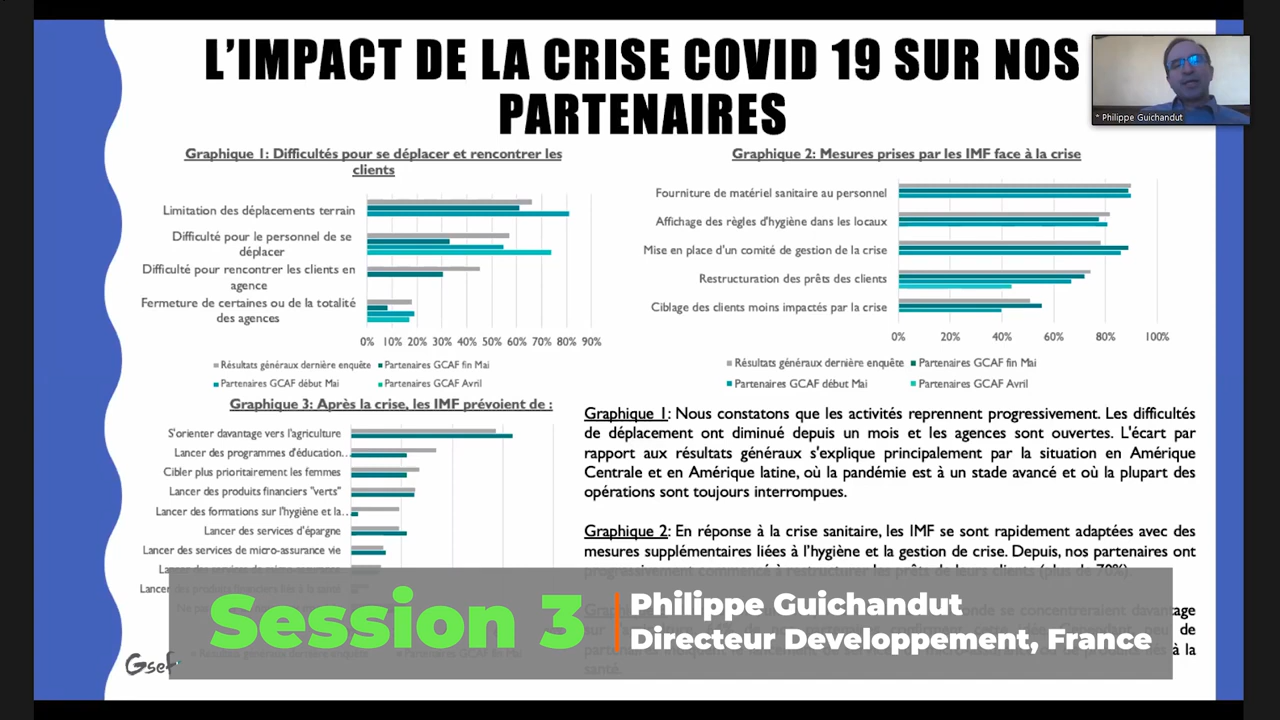 L'IMPACT DE LA CRISE COVID 19 SUR NOS
PARTENAIRES
* Philippe Guichandut
Graphique 1: Difficultés pour se déplacer et rencontrer les
clients
Limitation des déplacements terrain
Difficulté pour le personnel de se
déplacer
Difficulté pour rencontrer les clients en
agence
Fermeture de certaines ou de la totalité
des agences
0% 10% 20% 30% 40% 50% 60% 70% 80% 90%
Résultats généraux dernière enquête Partenaires GCAF fin Mai
Partenaires GCAF début Mai Partenaires GCAF Avril
Graphique 2: Mesures prises par les IMF face à la crise
Fourniture de matériel sanitaire au personnel
Affichage des règles d'hygiène dans les locaux
Mise en place d'un comité de gestion de la crise
Restructuration des prêts des clients
Ciblage des clients moins impactés par la crise
0% 20% 40% 60% 80% 100%
Résultats généraux dernière enquête Partenaires GCAF fin Mai
Partenaires GCAF début Mai Partenaires GCAF Avril
Graphique 3: Après la crise, les IMF prévoient de :
S'orienter davantage vers l'agriculture
Lancer des programmes d'éducation...
Cibler plus prioritairement les femmes
Lancer des produits financiers "verts"
Lancer des formations sur l'hygiène et la...
Lancer des services d'épargne
Lancer des services de micro-assurance vie
Graphique 1: Nous constatons que les activités reprennent progressivement. Les difficultés
de déplacement ont diminué depuis un mois et les agences sont ouvertes. L'écart par
rapport aux résultats généraux s'explique principalement par la situation en Amérique
Centrale et en Amérique latine, où la pandémie est à un stade avancé et où la plupart des
opérations sont toujours interrompues.
Graphique 2: En réponse à la crise sanitaire, les IMF se sont rapidement adaptées avec des
mesures supplémentaires liées à l'hygiène et la gestion de crise. Depuis, nos partenaires ont
progressivement commencé à restructurer les prêts de leurs clients (plus de 70%).
Session 3
Philippe Guichandut
Directeur Developpement, France
Gsef